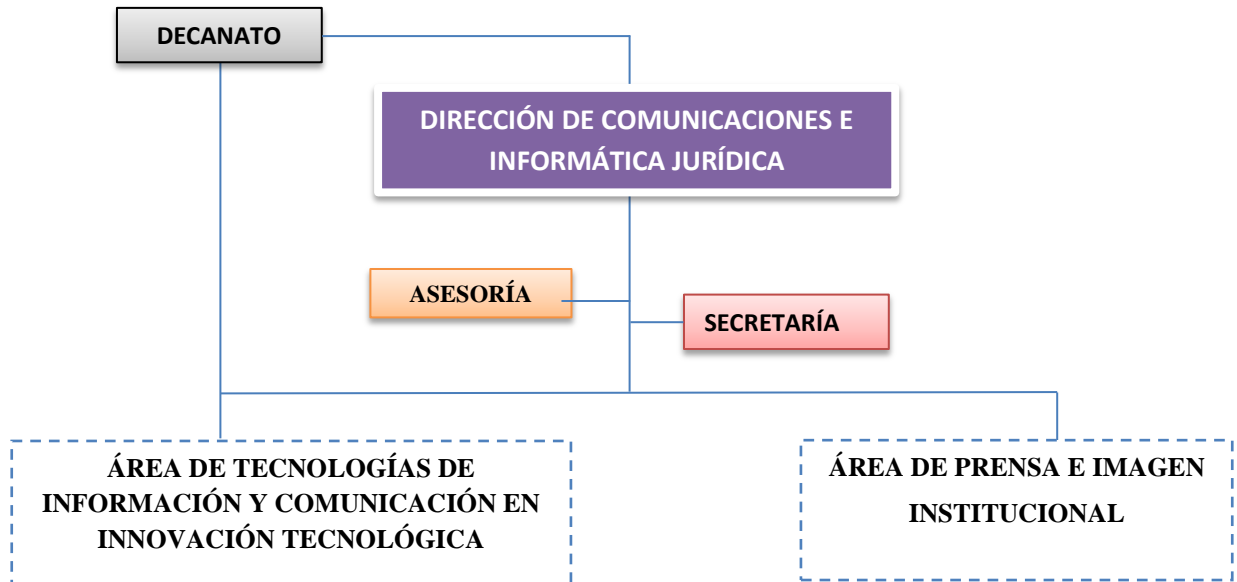 DECANATO
DIRECCIÓN DE COMUNICACIONES E
INFORMÁTICA JURÍDICA
ASESORÍA
SECRETARÍA
ÁREA DE TECNOLOGÍAS DE
INFORMACIÓN Y COMUNICACIÓN EN
INNOVACIÓN TECNOLÓGICA
ÁREA DE PRENSA E IMAGEN
INSTITUCIONAL